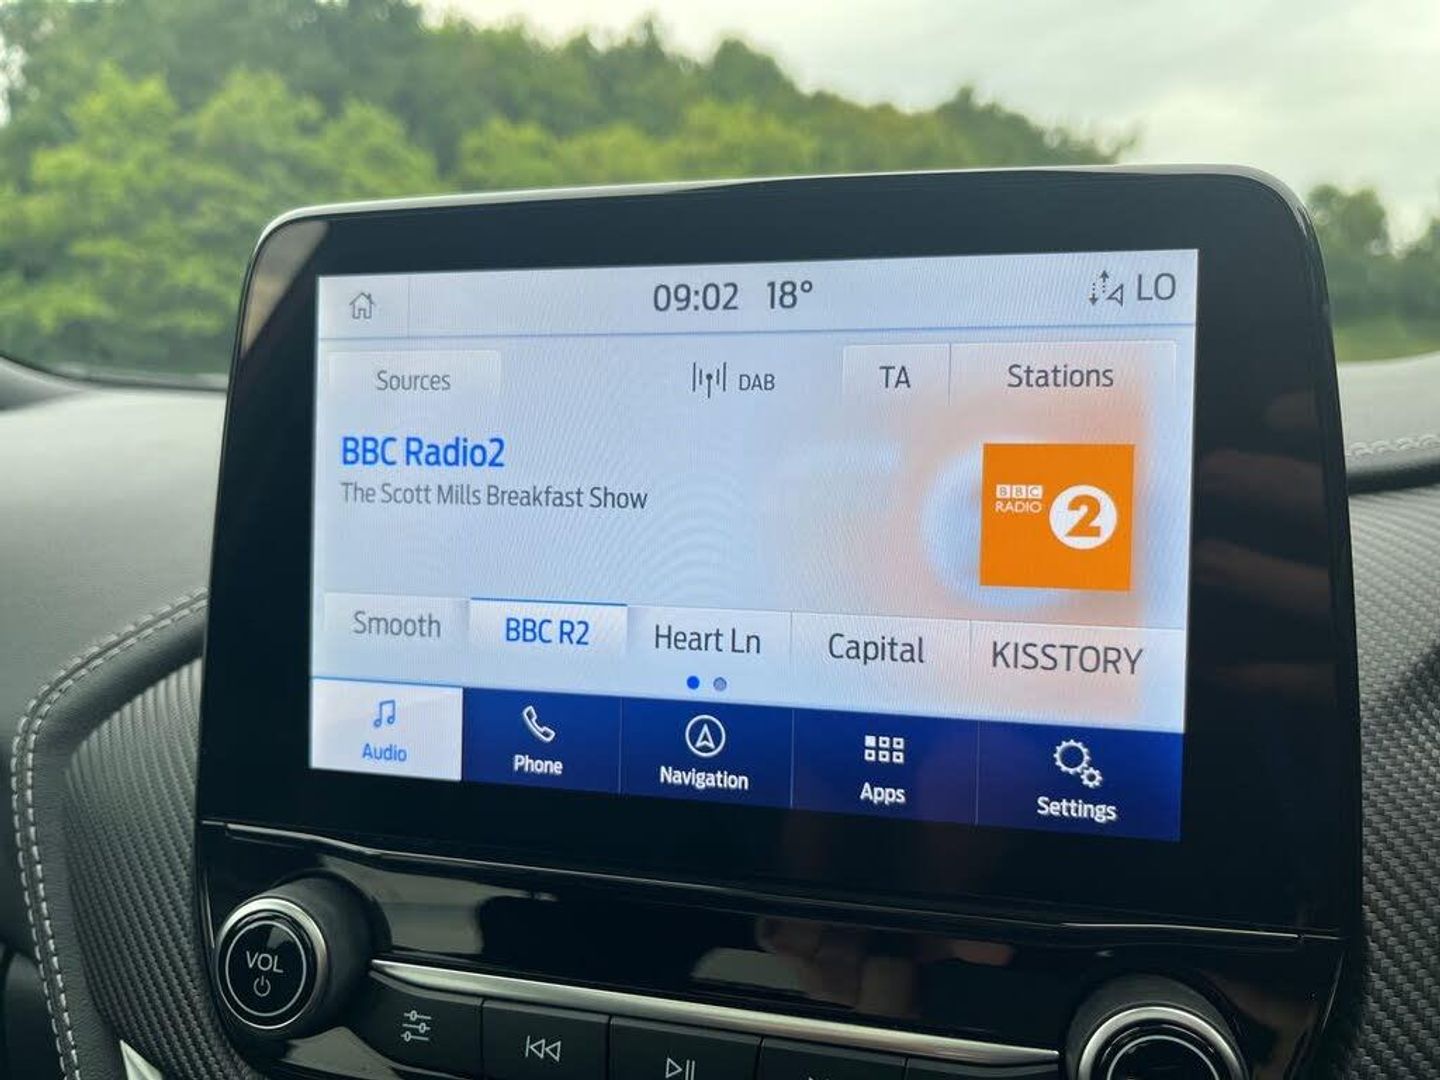 09:02 18° LO
Sources DAB TA Stations
BBC Radio2
The Scott Mills Breakfast Show
BBC
RADIO 2
Smooth BBC R2 Heart Ln Capital KISSTORY
Audio Phone Navigation Apps Settings
VOL